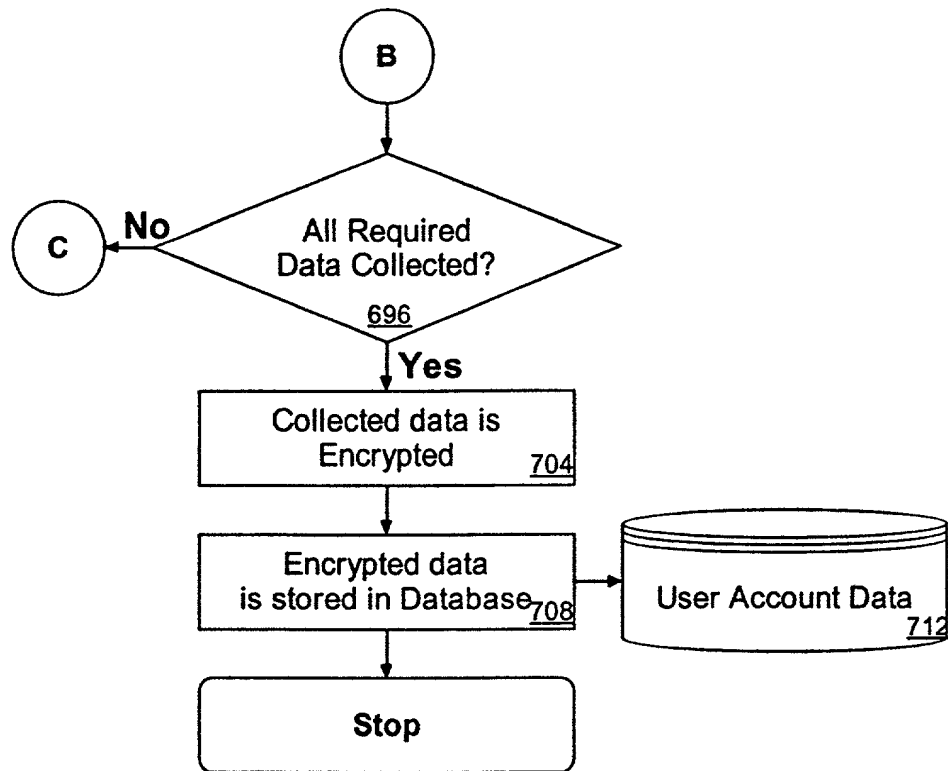 B
All Required
Data Collected?
696
No
C
Yes
Collected data is
Encrypted
704
Encrypted data
is stored in Database
708
User Account Data
712
Stop